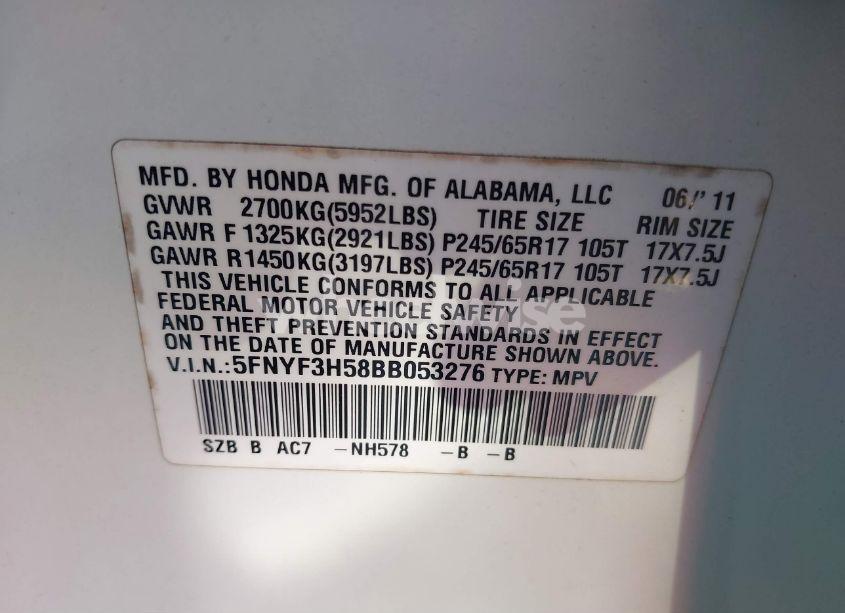 MFD. BY HONDA MFG. OF ALABAMA, LLC 06/' 11
GVWR 2700KG(5952LBS) TIRE SIZE RIM SIZE
GAWR F 1325KG(2921LBS) P245/65R17 105T 17X7.5J
GAWR R1450KG(3197LBS) P245/65R17 105T 17X7.5J
THIS VEHICLE CONFORMS TO ALL APPLICABLE
FEDERAL MOTOR VEHICLE SAFETY
AND THEFT PREVENTION STANDARDS IN EFFECT
ON THE DATE OF MANUFACTURE SHOWN ABOVE.
V.I.N.:5FNYF3H58BB053276 TYPE: MPV
SZB B AC7 –NH578 –B –B